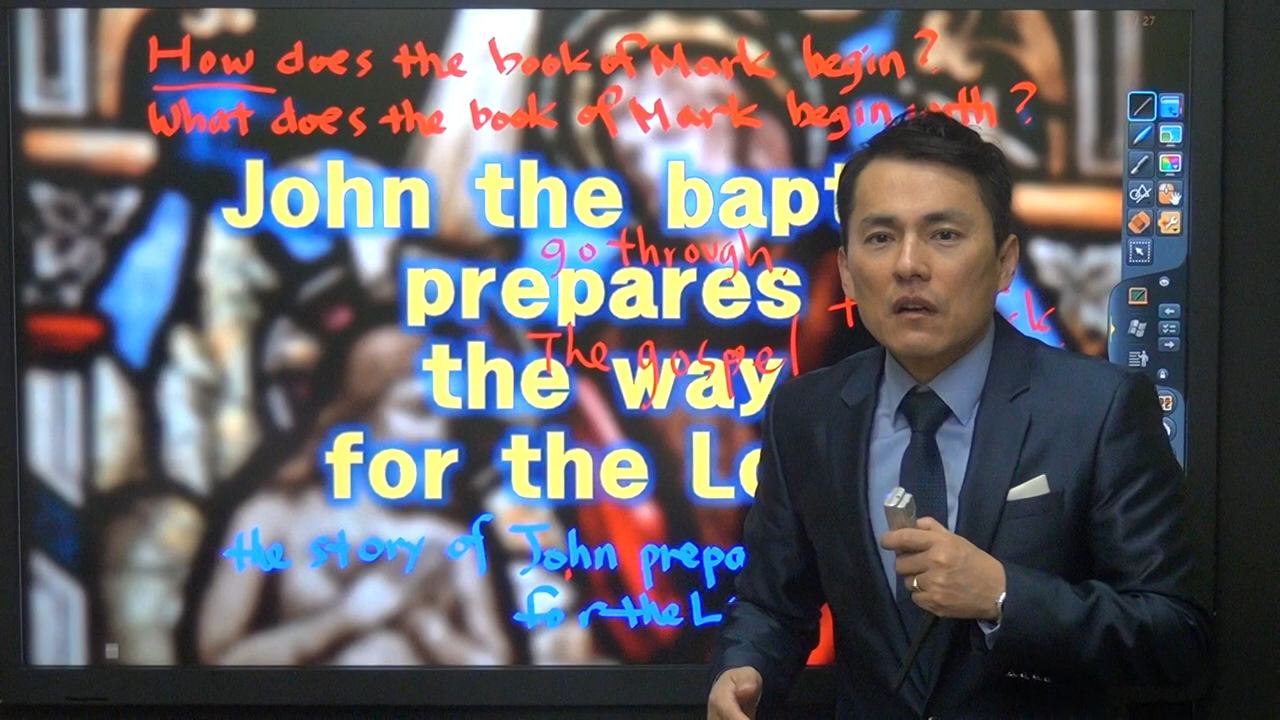 / 27
How does the book of Mark begin?
What does the book of Mark begin with?
John the bapt
go through
prepares
The gospel
the way
for the Lo
the story of John prepa
for the L